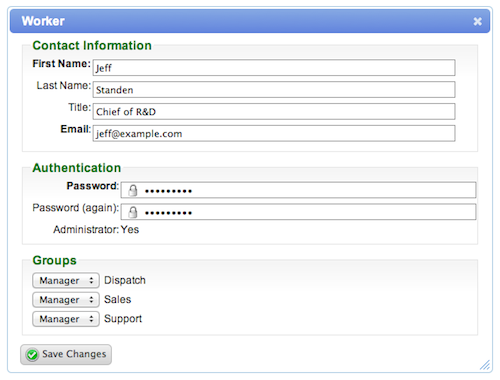 Worker
Contact Information
First Name: Jeff
Last Name: Standen
Title: Chief of R&D
Email: jeff@example.com
Authentication
Password: •••••••••
Password (again): •••••••••
Administrator: Yes
Groups
Manager Dispatch
Manager Sales
Manager Support
Save Changes